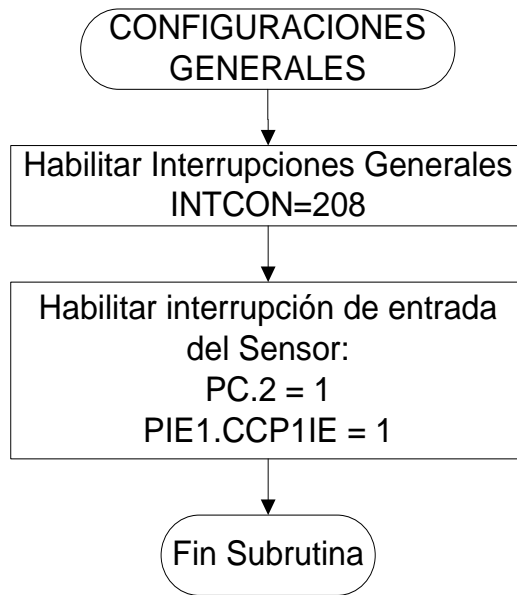 CONFIGURACIONES
GENERALES
Habilitar Interrupciones Generales
INTCON=208
Habilitar interrupción de entrada
del Sensor:
PC.2 = 1
PIE1.CCP1IE = 1
Fin Subrutina